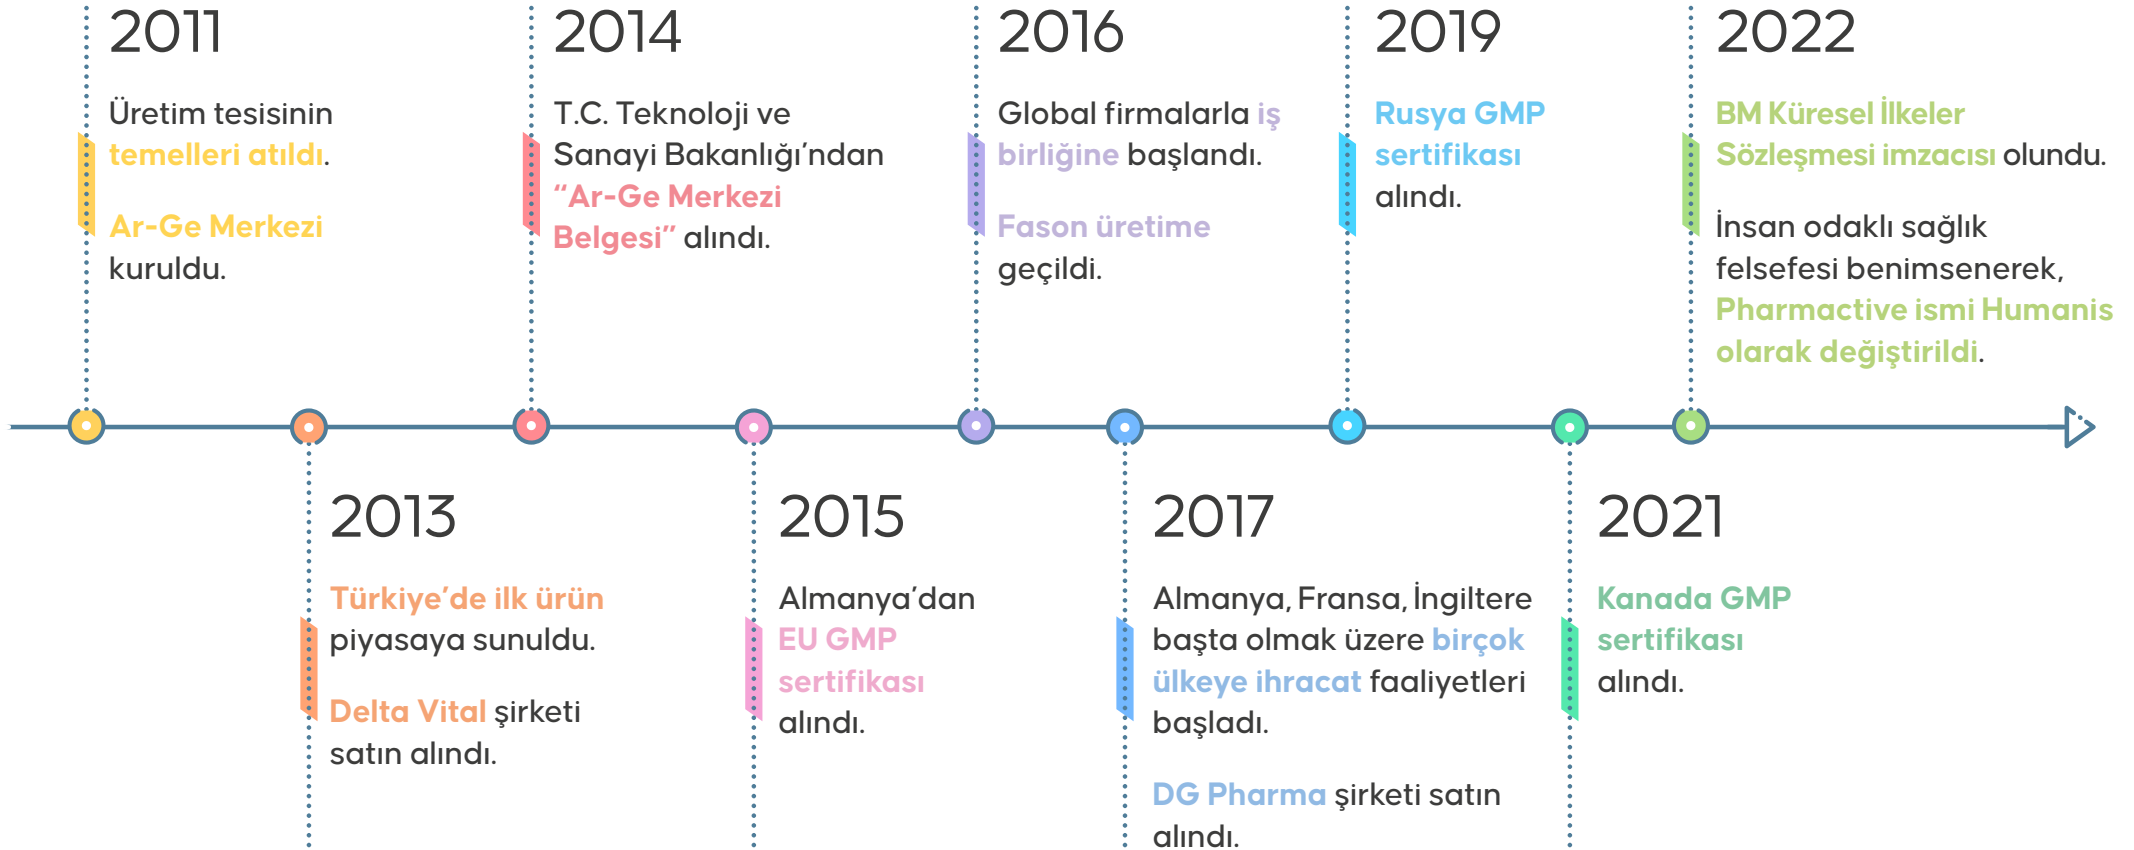 2011
Üretim tesisinin
temelleri atıldı.
Ar-Ge Merkezi
kuruldu.
2013
Türkiye’de ilk ürün
piyasaya sunuldu.
Delta Vital şirketi
satın alındı.
2014
T.C. Teknoloji ve
Sanayi Bakanlığı’ndan
“Ar-Ge Merkezi
Belgesi” alındı.
2015
Almanya’dan
EU GMP
sertifikası
alındı.
2016
Global firmalarla iş
birliğine başlandı.
Fason üretime
geçildi.
2017
Almanya, Fransa, İngiltere
başta olmak üzere birçok
ülkeye ihracat faaliyetleri
başladı.
DG Pharma şirketi satın
alındı.
2019
Rusya GMP
sertifikası
alındı.
2021
Kanada GMP
sertifikası
alındı.
2022
BM Küresel İlkeler
Sözleşmesi imzacısı olundu.
İnsan odaklı sağlık
felsefesi benimsenerek,
Pharmactive ismi Humanis
olarak değiştirildi.